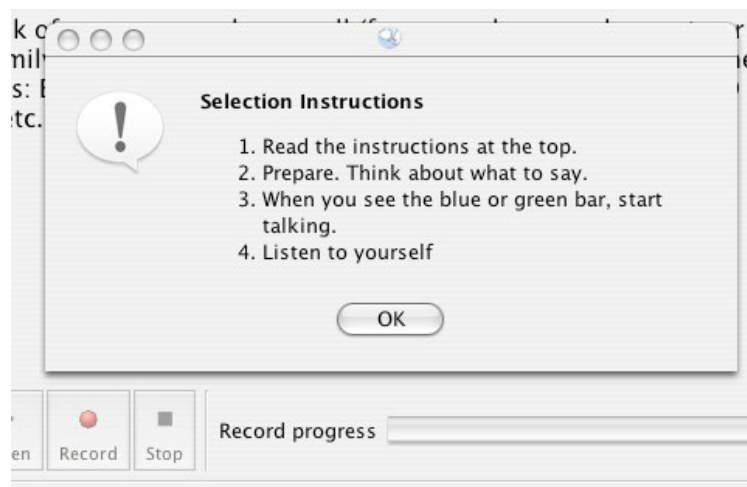 Selection Instructions
1. Read the instructions at the top.
2. Prepare. Think about what to say.
3. When you see the blue or green bar, start
talking.
4. Listen to yourself
OK
Record progress
Record
Stop